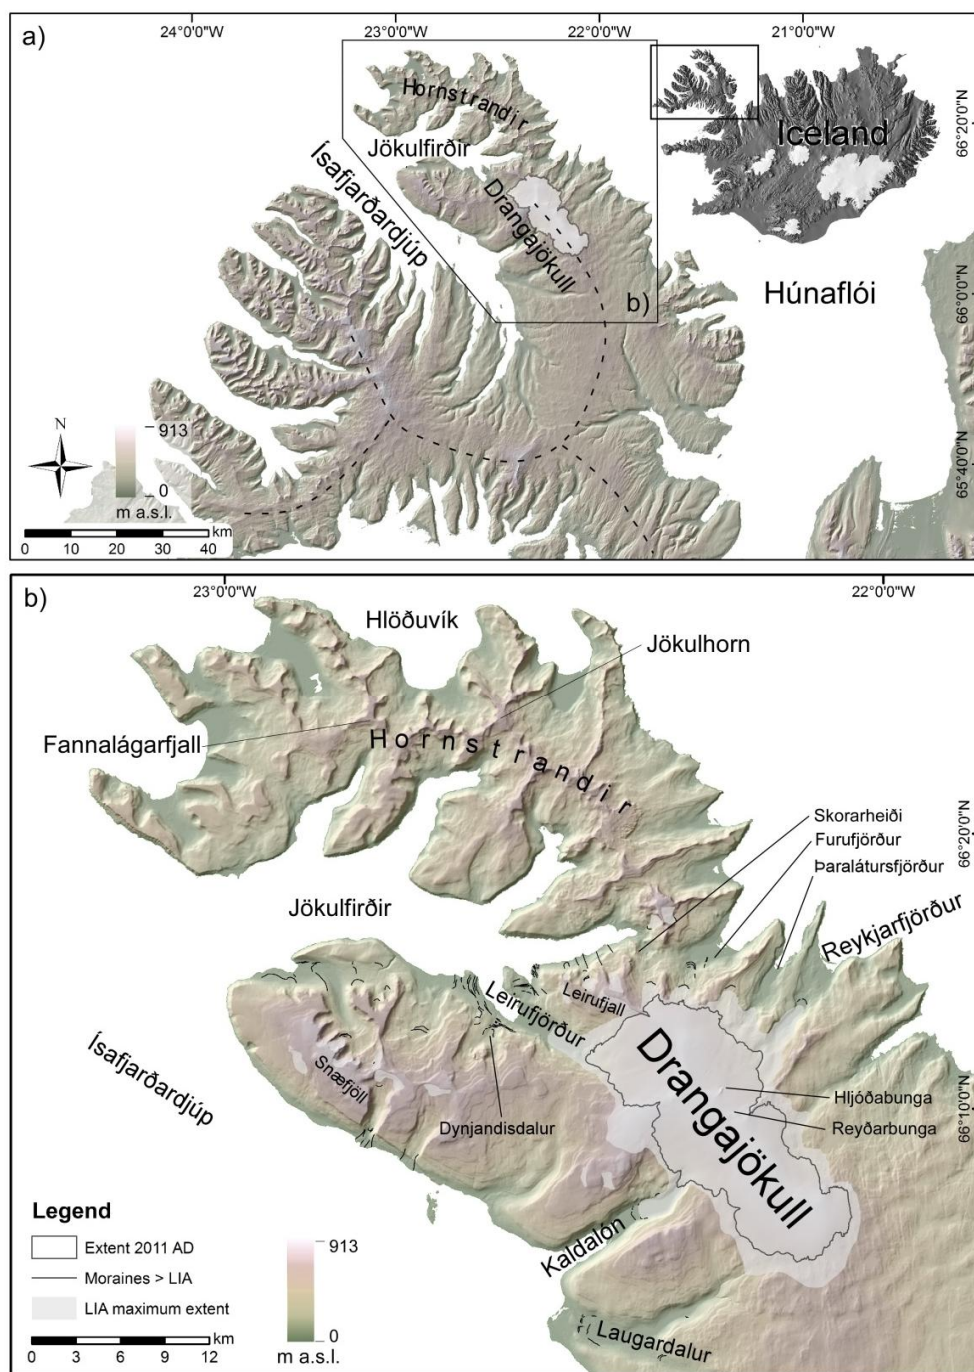 a)
24°0'0"W
23°0'0"W
22°0'0"W
21°0'0"W
Hornstrandir
Jökulfirðir
Ísafjarðardjúp
Drangajökull
b)
Iceland
Húnaflói
66°20'0"N
66°0'0"N
65°40'0"N
N
913
0
m a.s.l.
km
0 10 20 30 40
b)
23°0'0"W
22°0'0"W
Hlöðuvík
Jökulhorn
Fannalágarfjall
Hornstrandir
Skorarheiði
Furufjörður
Þaralátursfjörður
Reykjarfjörður
66°20'0"N
Jökulfirðir
Leirufjörður
Leirufjall
Drangajökull
Ísafjarðardjúp
Snæfjöll
Dynjandisdalur
Hljóðabunga
Reyðarbunga
66°10'0"N
Kaldalón
Laugardalur
Legend
Extent 2011 AD
Moraines > LIA
LIA maximum extent
km
0 3 6 9 12
913
0
m a.s.l.